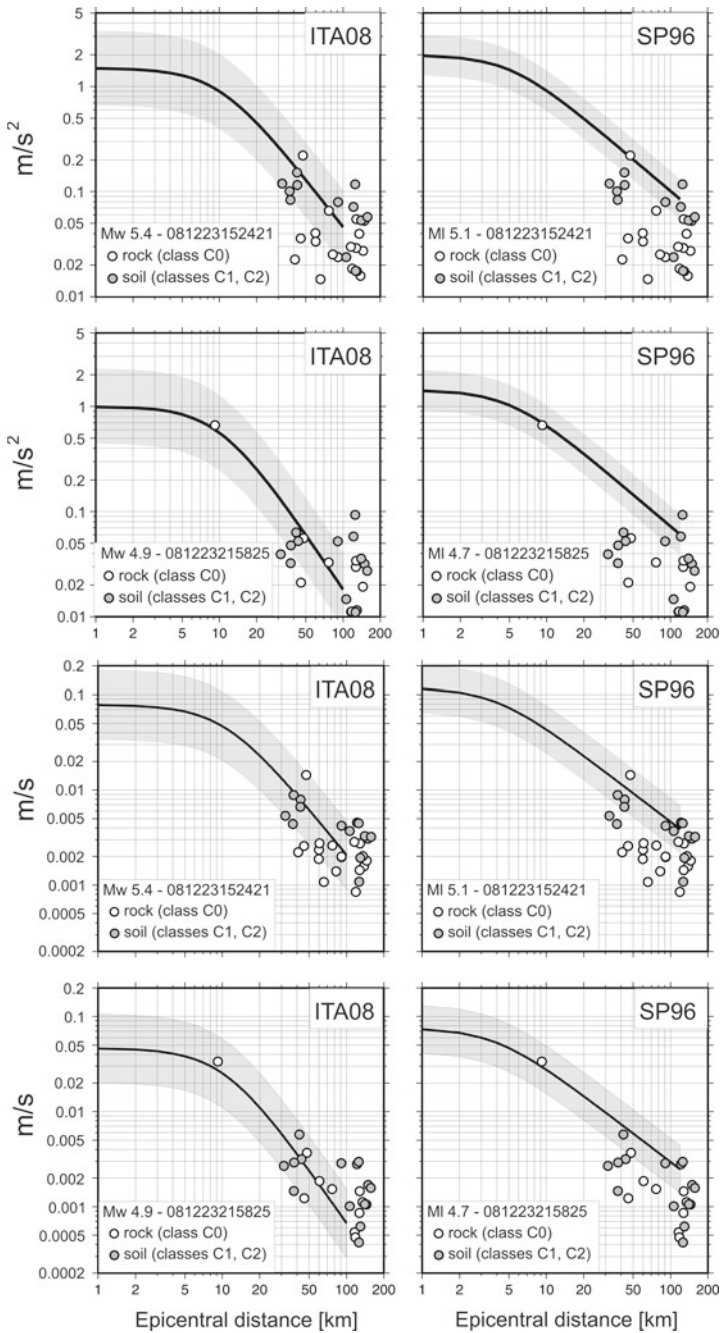 ITA08
SP96
5
2
1
0.5
0.2
0.1
0.05
0.02
0.01
m/s²
Mw 5.4 - 081223152421
rock (class C0)
soil (classes C1, C2)
Ml 5.1 - 081223152421
rock (class C0)
soil (classes C1, C2)
ITA08
SP96
5
2
1
0.5
0.2
0.1
0.05
0.02
0.01
m/s²
Mw 4.9 - 081223215825
rock (class C0)
soil (classes C1, C2)
Ml 4.7 - 081223215825
rock (class C0)
soil (classes C1, C2)
1 2 5 10 20 50 100 200
1 2 5 10 20 50 100 200
ITA08
SP96
0.2
0.1
0.05
0.02
0.01
0.005
0.002
0.001
0.0005
0.0002
m/s
Mw 5.4 - 081223152421
rock (class C0)
soil (classes C1, C2)
Ml 5.1 - 081223152421
rock (class C0)
soil (classes C1, C2)
ITA08
SP96
0.2
0.1
0.05
0.02
0.01
0.005
0.002
0.001
0.0005
0.0002
m/s
Mw 4.9 - 081223215825
rock (class C0)
soil (classes C1, C2)
Ml 4.7 - 081223215825
rock (class C0)
soil (classes C1, C2)
1 2 5 10 20 50 100 200
1 2 5 10 20 50 100 200
Epicentral distance [km]
Epicentral distance [km]